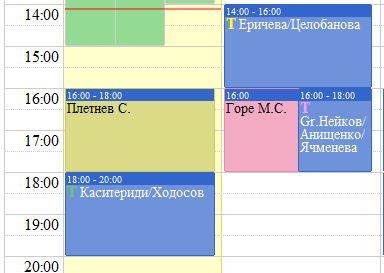 14:00
14:00 - 16:00
T Еричева/Целобанова
15:00
16:00
16:00 - 18:00
Плетнев С.
16:00
Горе М.С.
16:00 - 18:00
T
Gr.Нейков/
Анищенко/
Ячменева
17:00
18:00
18:00 - 20:00
T Каситериди/Ходосов
19:00
20:00